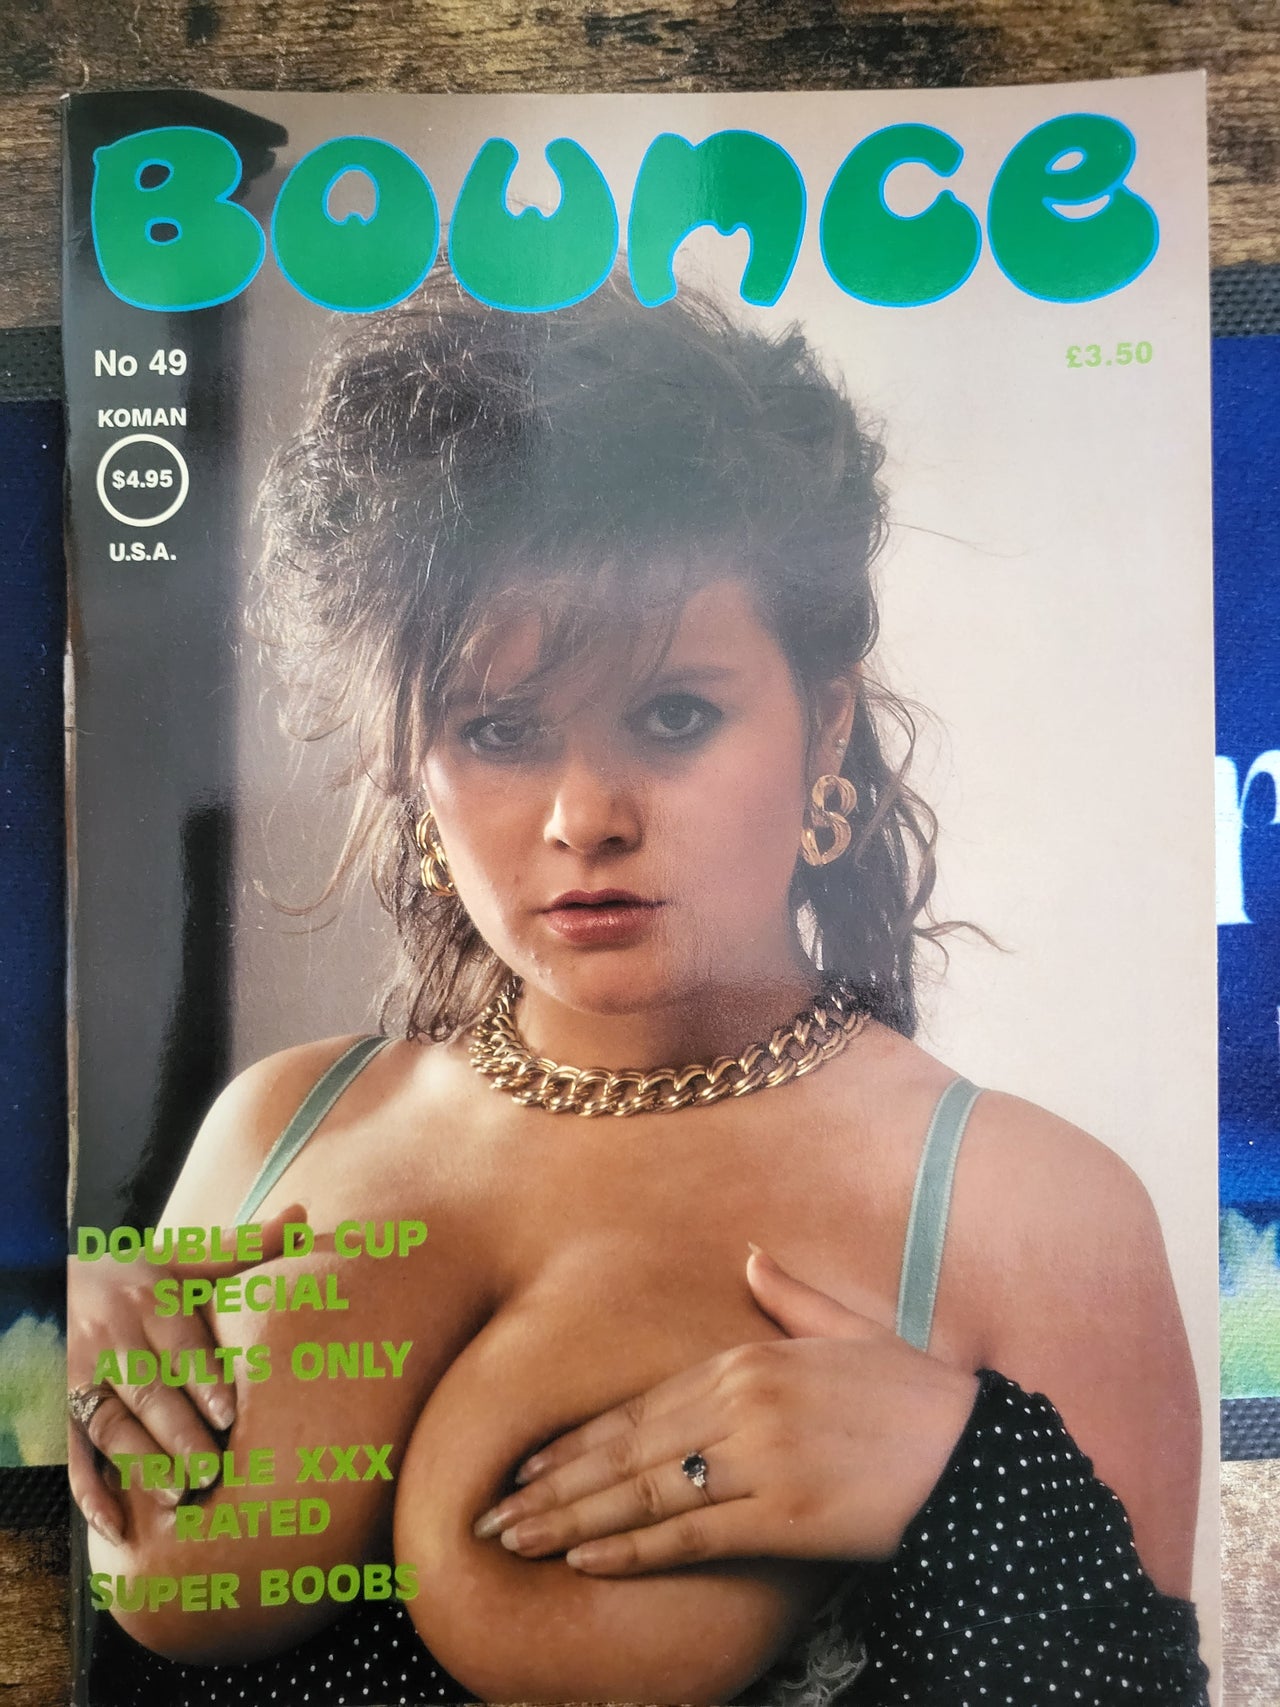 BOUNCE
No 49
£3.50
KOMAN
$4.95
U.S.A.
DOUBLE D CUP
SPECIAL
ADULTS ONLY
TRIPLE XXX
RATED
SUPER BOOBS
r